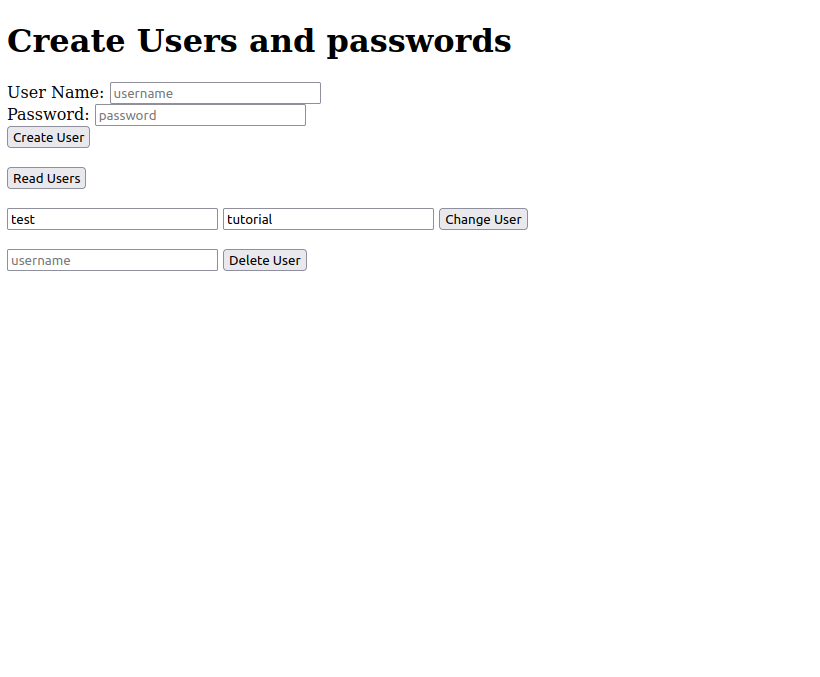 Create Users and passwords
User Name: username
Password: password
Create User
Read Users
test tutorial Change User
username Delete User